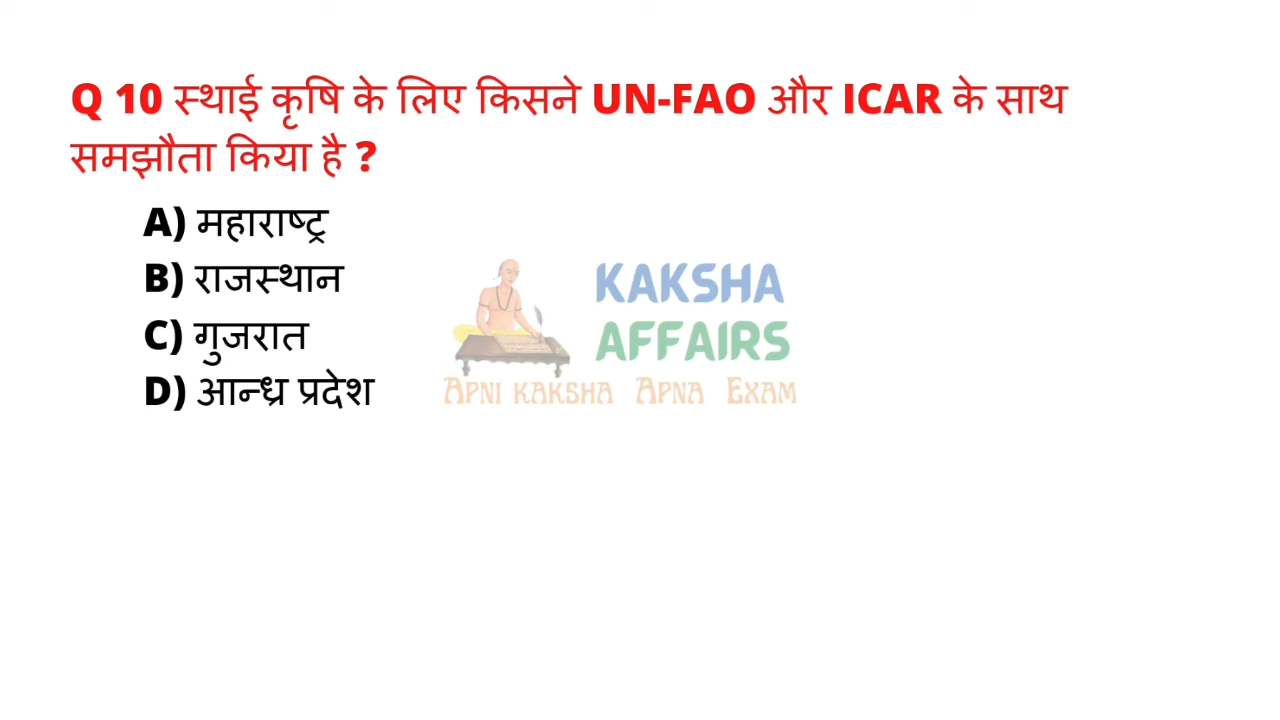 Q 10 स्थाई कृषि के लिए किसने UN-FAO और ICAR के साथ
समझौता किया है ?
A) महाराष्ट्र
B) राजस्थान
C) गुजरात
D) आन्ध्र प्रदेश
KAKSHA
AFFAIRS
APNI KAKSHA APNA EXAM